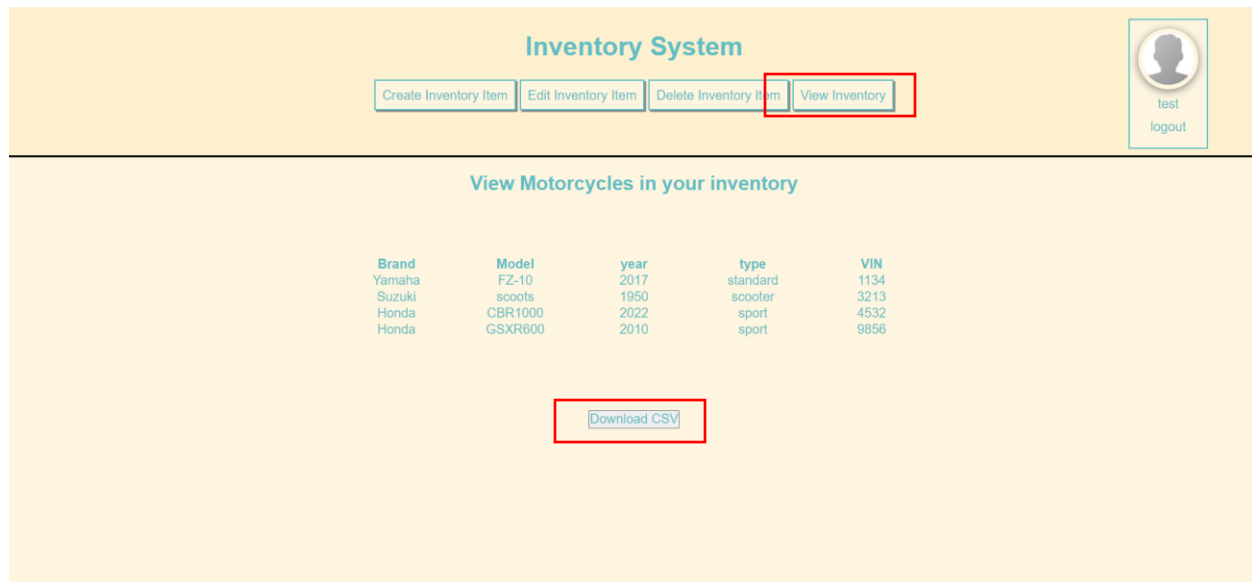 Inventory System
Create Inventory Item Edit Inventory Item Delete Inventory Item View Inventory
test
logout
View Motorcycles in your inventory
Brand Model year type VIN
Yamaha FZ-10 2017 standard 1134
Suzuki scoots 1950 scooter 3213
Honda CBR1000 2022 sport 4532
Honda GSXR600 2010 sport 9856
Download CSV